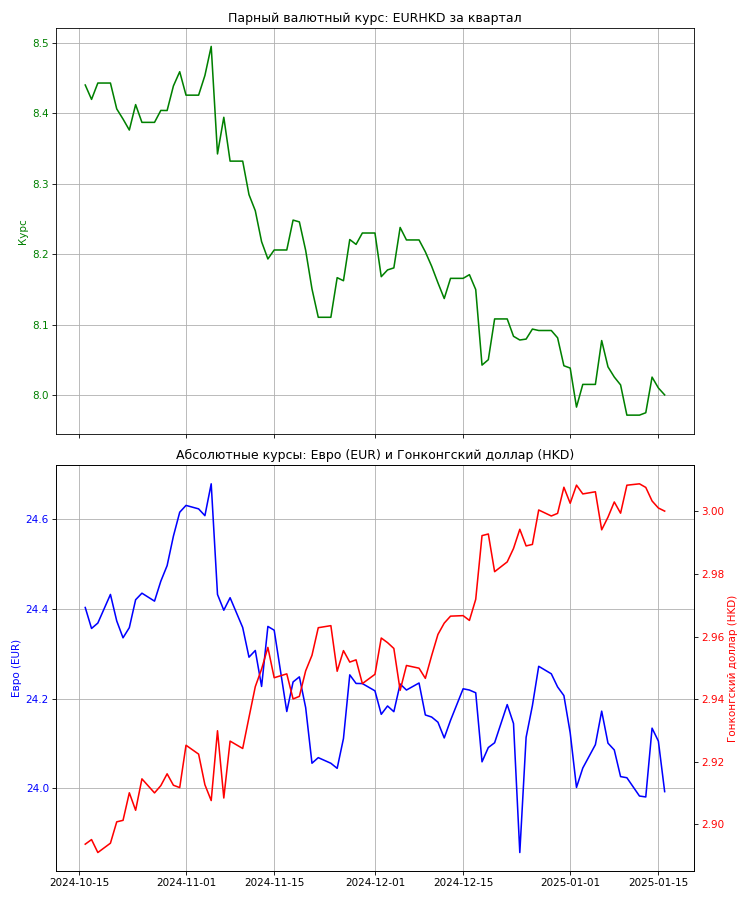 Парный валютный курс: EURHKD за квартал
Курс
8.5
8.4
8.3
8.2
8.1
8.0
Абсолютные курсы: Евро (EUR) и Гонконгский доллар (HKD)
Евро (EUR)
24.6
24.4
24.2
24.0
3.00
2.98
2.96
2.94
2.92
2.90
Гонконгский доллар (HKD)
2024-10-15 2024-11-01 2024-11-15 2024-12-01 2024-12-15 2025-01-01 2025-01-15